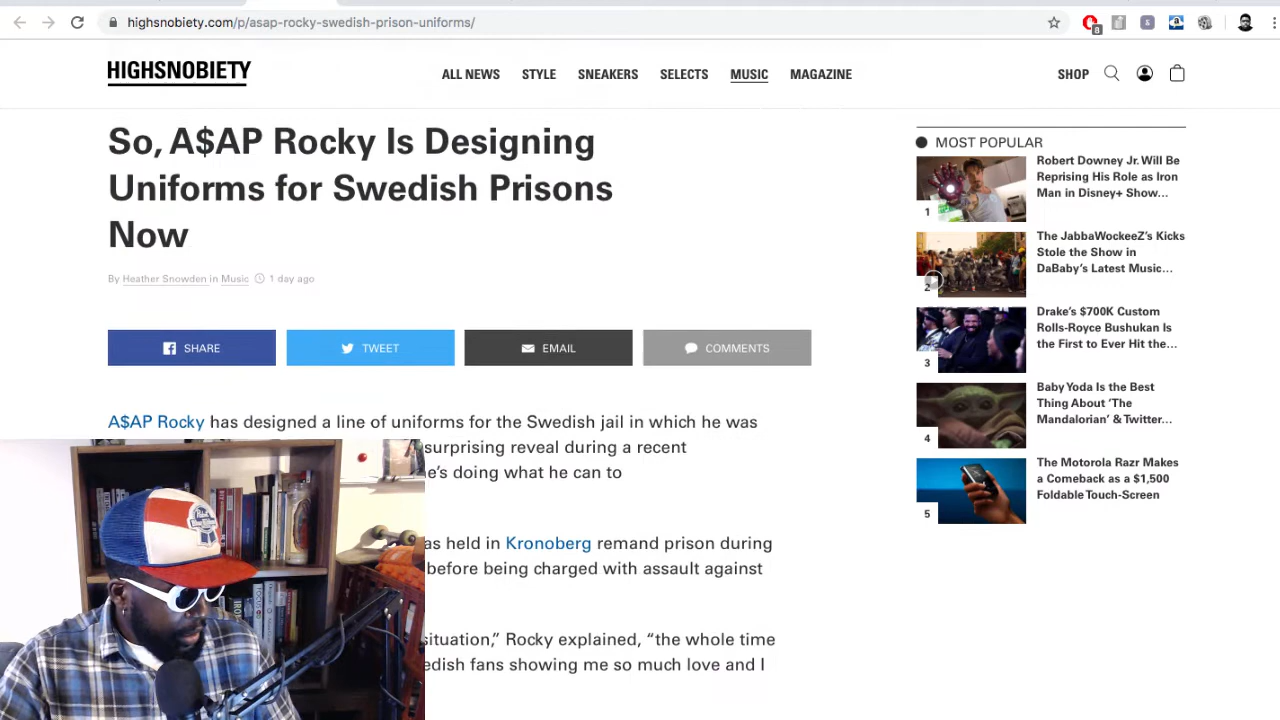 highsnobiety.com/p/asap-rocky-swedish-prison-uniforms/
8
HIGHSNOBIETY
ALL NEWS STYLE SNEAKERS SELECTS MUSIC MAGAZINE
SHOP
So, A$AP Rocky Is Designing
Uniforms for Swedish Prisons
Now
By Heather Snowden in Music 1 day ago
SHARE TWEET EMAIL COMMENTS
A$AP Rocky has designed a line of uniforms for the Swedish jail in which he was
surprising reveal during a recent
e's doing what he can to
as held in Kronoberg remand prison during
before being charged with assault against
situation," Rocky explained, "the whole time
edish fans showing me so much love and I
MOST POPULAR
1
Robert Downey Jr. Will Be
Reprising His Role as Iron
Man in Disney+ Show...
2
The JabbaWockeeZ's Kicks
Stole the Show in
DaBaby's Latest Music...
3
Drake's $700K Custom
Rolls-Royce Bushukan Is
the First to Ever Hit the...
4
Baby Yoda Is the Best
Thing About 'The
Mandalorian' & Twitter...
5
The Motorola Razr Makes
a Comeback as a $1,500
Foldable Touch-Screen